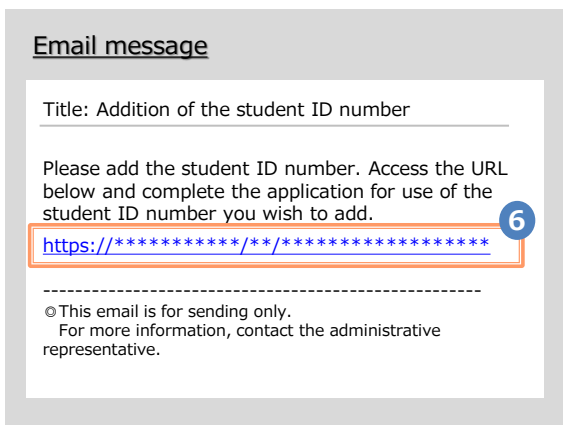 Email message
Title: Addition of the student ID number
Please add the student ID number. Access the URL
below and complete the application for use of the
student ID number you wish to add.
6
https://***********/**/******************
-------------------------------------------------------
◎This email is for sending only.
For more information, contact the administrative
representative.